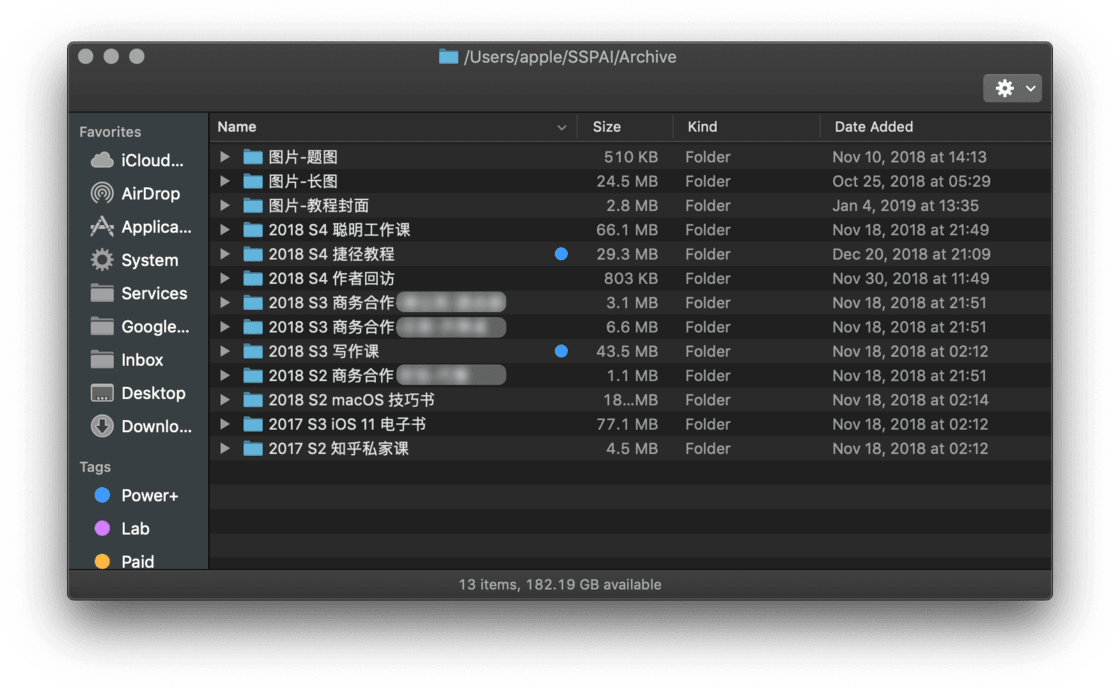 /Users/apple/SSPAI/Archive
Favorites
iCloud...
AirDrop
Applica...
System
Services
Google...
Inbox
Desktop
Downlo...
Tags
Power+
Lab
Paid
Name Size Kind Date Added
图片-题图 510 KB Folder Nov 10, 2018 at 14:13
图片-长图 24.5 MB Folder Oct 25, 2018 at 05:29
图片-教程封面 2.8 MB Folder Jan 4, 2019 at 13:35
2018 S4 聪明工作课 66.1 MB Folder Nov 18, 2018 at 21:49
2018 S4 捷径教程 29.3 MB Folder Dec 20, 2018 at 21:09
2018 S4 作者回访 803 KB Folder Nov 30, 2018 at 11:49
2018 S3 商务合作 3.1 MB Folder Nov 18, 2018 at 21:51
2018 S3 商务合作 6.6 MB Folder Nov 18, 2018 at 21:51
2018 S3 写作课 43.5 MB Folder Nov 18, 2018 at 02:12
2018 S2 商务合作 1.1 MB Folder Nov 18, 2018 at 21:51
2018 S2 macOS 技巧书 18...MB Folder Nov 18, 2018 at 02:14
2017 S3 iOS 11 电子书 77.1 MB Folder Nov 18, 2018 at 02:12
2017 S2 知乎私家课 4.5 MB Folder Nov 18, 2018 at 02:12
13 items, 182.19 GB available